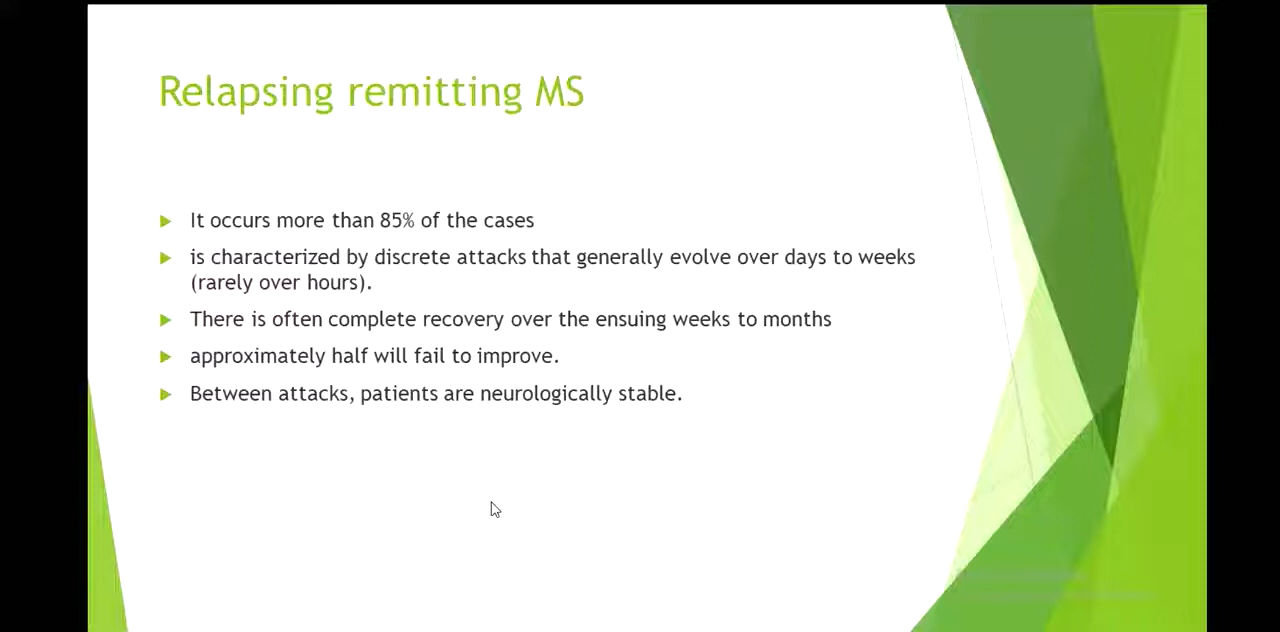 Relapsing remitting MS
It occurs more than 85% of the cases
is characterized by discrete attacks that generally evolve over days to weeks
(rarely over hours).
There is often complete recovery over the ensuing weeks to months
approximately half will fail to improve.
Between attacks, patients are neurologically stable.